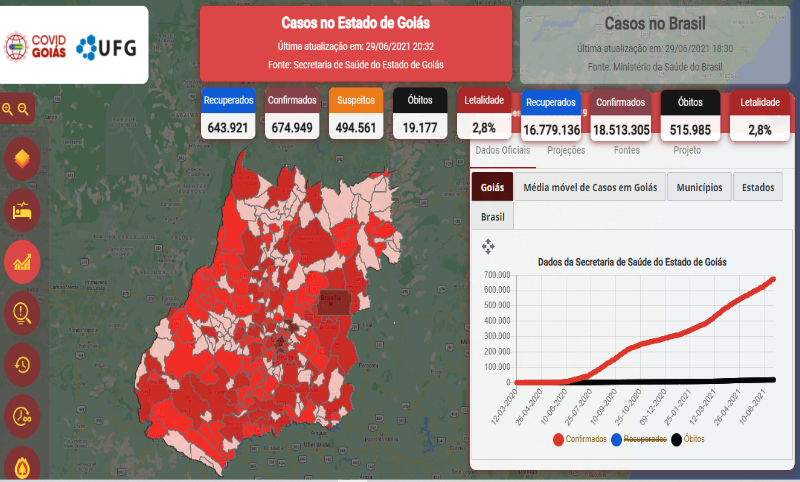 COVID
GOIÁS
UFG
Casos no Estado de Goiás
Última atualização em: 29/06/2021 20:32
Fonte: Secretaria de Saúde do Estado de Goiás
Casos no Brasil
Última atualização em: 29/06/2021 18:30
Fonte: Ministério da Saúde do Brasil
Recuperados
643.921
Confirmados
674.949
Suspeitos
494.561
Óbitos
19.177
Letalidade
2,8%
Recuperados
16.779.136
Confirmados
18.513.305
Óbitos
515.985
Letalidade
2,8%
Dados Oficiais
Projeções
Fontes
Projeto
Goiás
Média móvel de Casos em Goiás
Municípios
Estados
Brasil
Dados da Secretaria de Saúde do Estado de Goiás
700.000
600.000
500.000
400.000
300.000
200.000
100.000
0
12-03-2020
26-04-2020
10-06-2020
25-07-2020
10-09-2020
25-10-2020
09-12-2020
25-01-2021
12-03-2021
26-04-2021
10-06-2021
Confirmados
Recuperados
Óbitos
Brasília